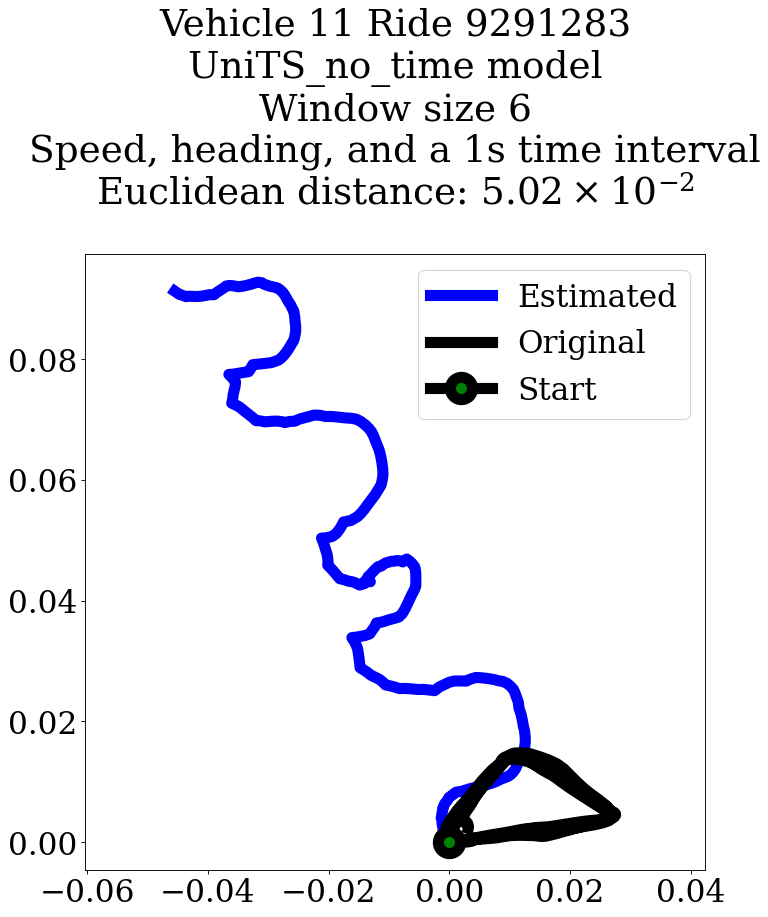 Vehicle 11 Ride 9291283
UniTS_no_time model
Window size 6
Speed, heading, and a 1s time interval
Euclidean distance: 5.02 × 10⁻²
Estimated
Original
Start
0.08
0.06
0.04
0.02
0.00
−0.06 −0.04 −0.02 0.00 0.02 0.04